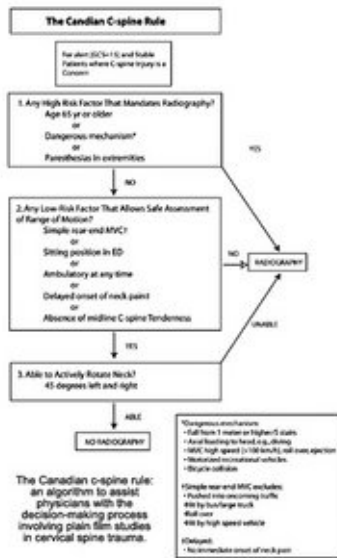 The Candian C-spine Rule
For alert (GCS=15) and Stable
Patients where C-spine Injury is a
Concern
1. Any High Risk Factor That Mandates Radiography?
Age 65 yr or older
or
Dangerous mechanism*
or
Paresthesias in extremities
YES
NO
2. Any Low-Risk Factor That Allows Safe Assessment
of Range of Motion?
Simple rear-end MVC†
or
Sitting position in ED
or
Ambulatory at any time
or
Delayed onset of neck pain‡
or
Absence of midline C-spine Tenderness
NO
RADIOGRAPHY
YES
UNABLE
3. Able to Actively Rotate Neck?
45 degrees left and right
ABLE
NO RADIOGRAPHY
The Canadian c-spine rule:
an algorithm to assist
physicians with the
decision-making process
involving plain film studies
in cervical spine trauma.
*Dangerous mechanism:
• Fall from 1 meter or higher/5 stairs
• Axial loading to head, e.g., diving
• MVC high speed (>100 km/h), roll over, ejection
• Motorized recreational vehicles
• Bicycle collision
Simple rear-end MVC excludes:
• Pushed into oncoming traffic
Hit by bus/large truck
Roll over
Hit by high speed vehicle
Delayed:
• No immediate onset of neck pain